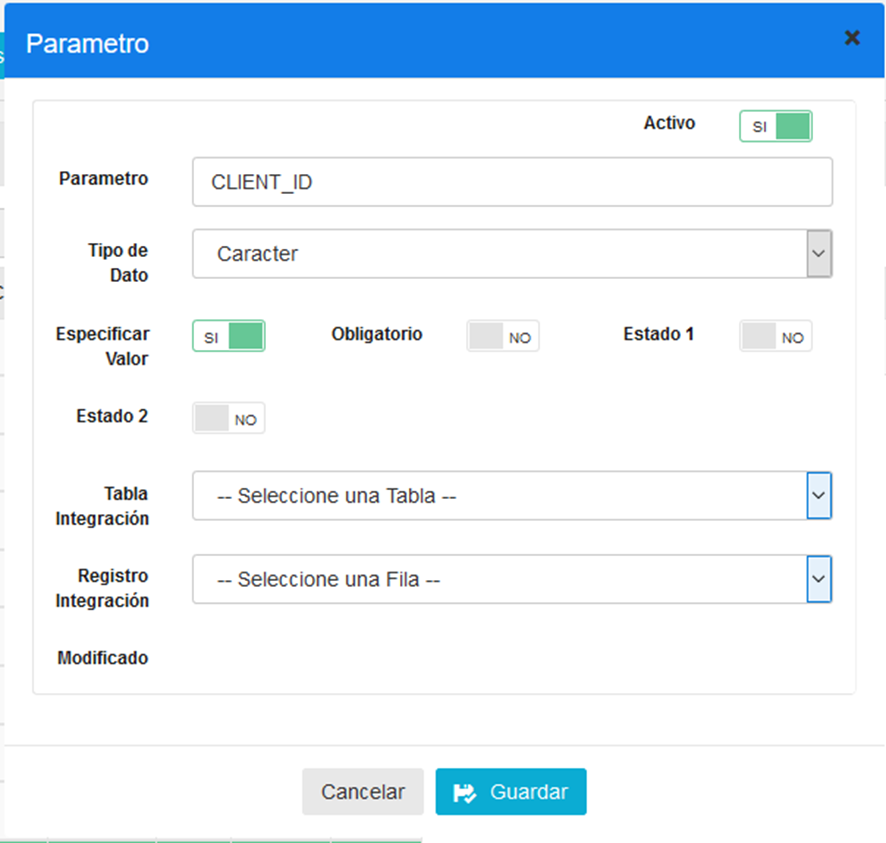 Parametro
Activo SI
Parametro CLIENT_ID
Tipo de
Dato
Caracter
Especificar
Valor
SI
Obligatorio NO
Estado 1 NO
Estado 2 NO
Tabla
Integración
-- Seleccione una Tabla --
Registro
Integración
-- Seleccione una Fila --
Modificado
Cancelar Guardar